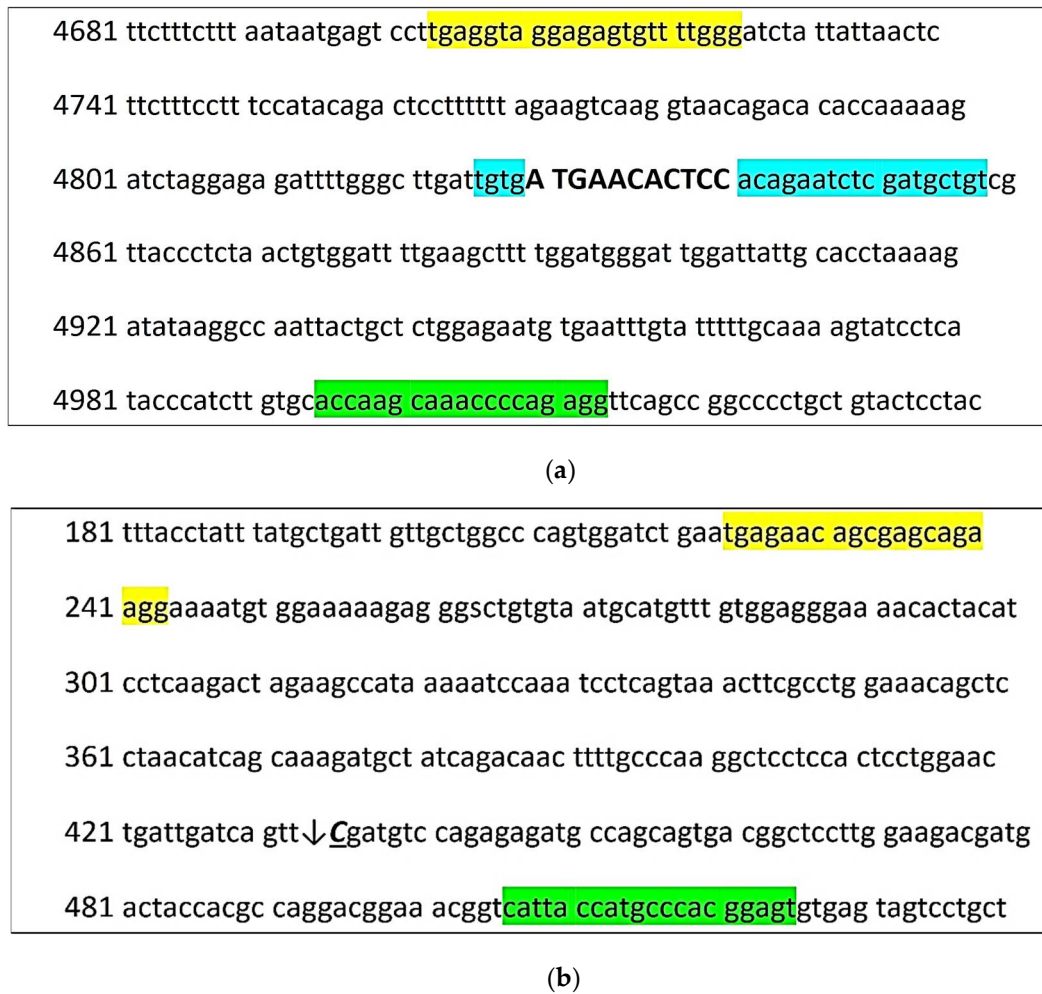 4681 ttctttcttt aataatgagt ccttgaggta ggagagtgtt ttgggatcta ttattaactc
4741 ttctttcctt tccatacaga ctcctttttt agaagtcaag gtaacagaca caccaaaaag
4801 atctaggaga gattttgggc ttgattgtgA TGAACACTCC acagaatctc gatgctgtcg
4861 ttaccctcta actgtggatt ttgaagcttt tggatgggat tggattattg cacctaaaag
4921 atataaggcc aattactgct ctggagaatg tgaatttgta tttttgcaaa agtatcctca
4981 tacccatctt gtgcaccaag caaaccccag aggttcagcc ggcccctgct gtactcctac
(a)
181 tttacctatt tatgctgatt gttgctggcc cagtggatct gaatgagaac agcgagcaga
241 aggaaaatgt ggaaaaagag ggsctgtgta atgcatgttt gtggagggaa aacactacat
301 cctcaagact agaagccata aaaatccaaa tcctcagtaa acttcgcctg gaaacagctc
361 ctaacatcag caaagatgct atcagacaac ttttgcccaa ggctcctcca ctcctggaac
421 tgattgatca gtt↓Cgatgtc cagagagatg ccagcagtga cggctccttg gaagacgatg
481 actaccacgc caggacggaa acggtcatta ccatgcccac ggagtgtgag tagtcctgct
(b)